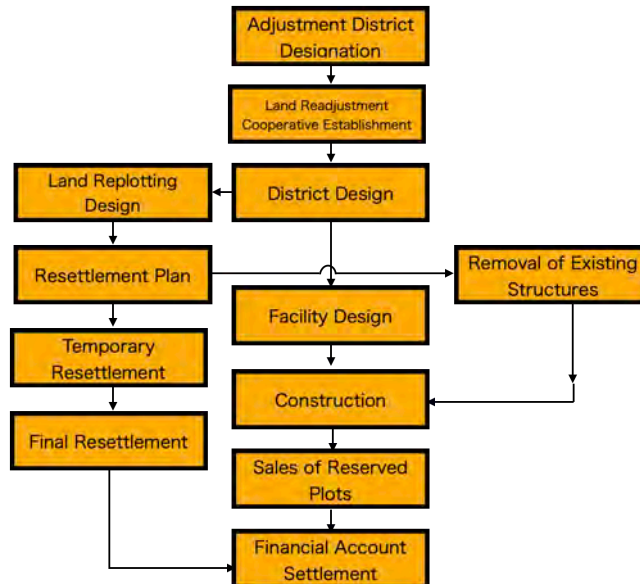 Adjustment District
Designation
Land Readjustment
Cooperative Establishment
Land Replotting
Design
District Design
Resettlement Plan
Removal of Existing
Structures
Facility Design
Temporary
Resettlement
Construction
Final Resettlement
Sales of Reserved
Plots
Financial Account
Settlement